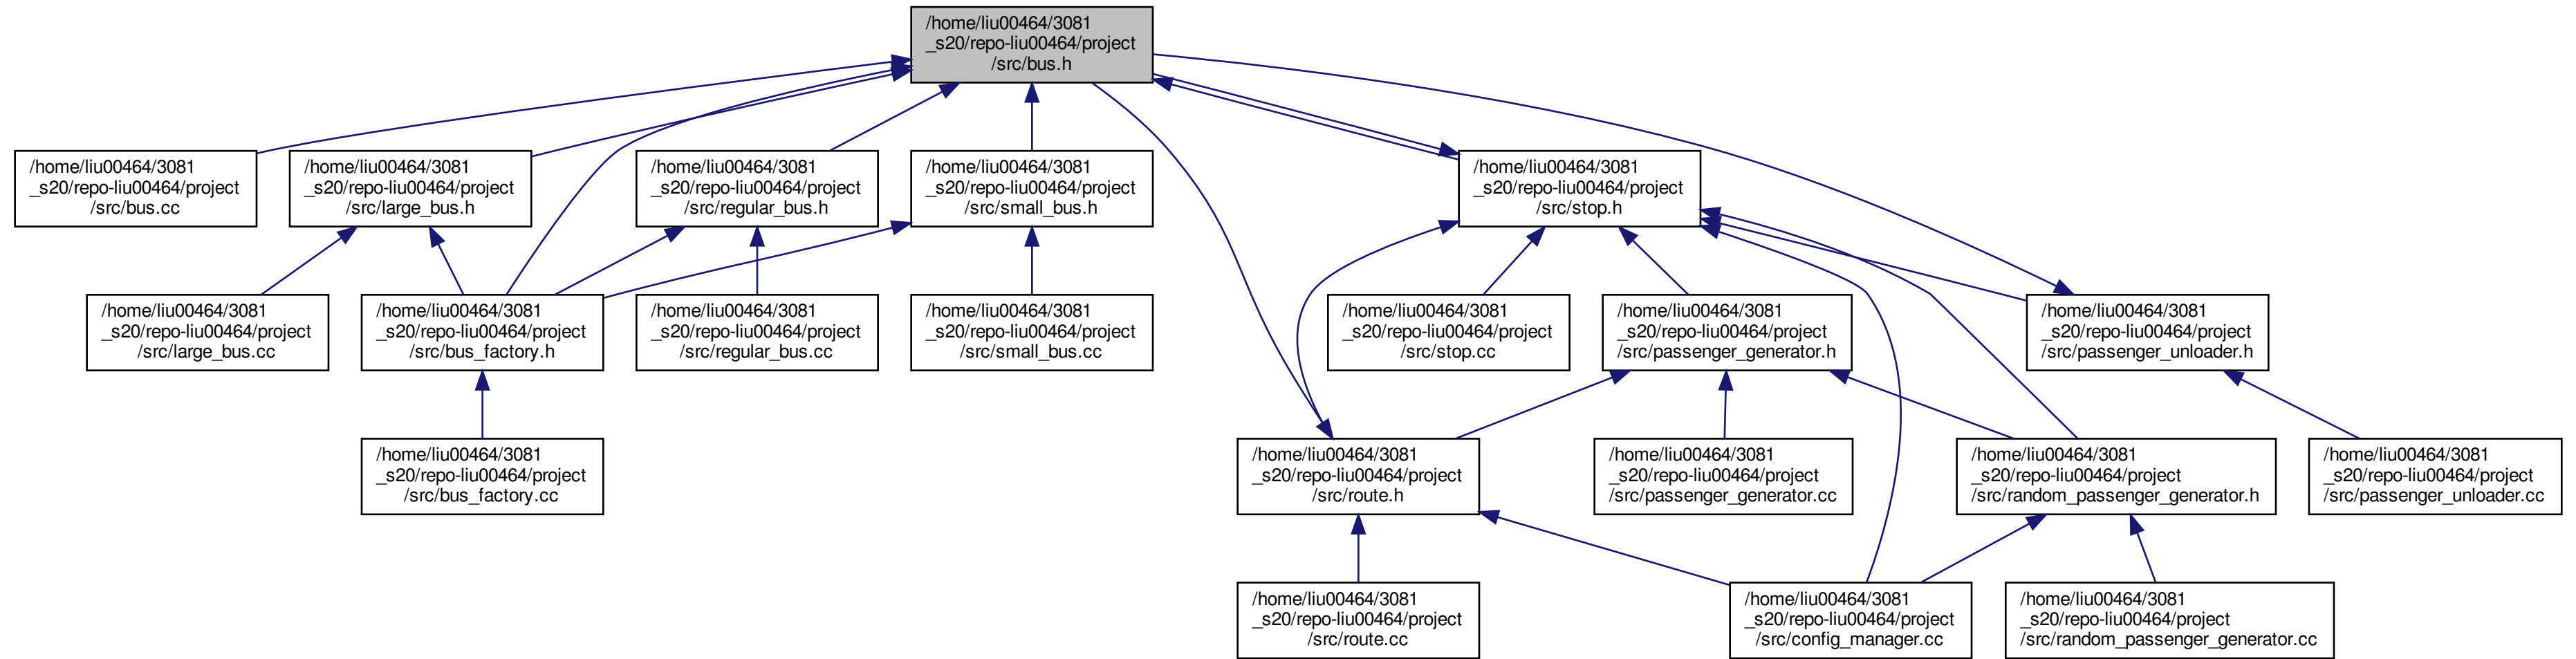 /home/liu00464/3081
_s20/repo-liu00464/project
/src/bus.h
/home/liu00464/3081
_s20/repo-liu00464/project
/src/bus.cc
/home/liu00464/3081
_s20/repo-liu00464/project
/src/large_bus.h
/home/liu00464/3081
_s20/repo-liu00464/project
/src/regular_bus.h
/home/liu00464/3081
_s20/repo-liu00464/project
/src/small_bus.h
/home/liu00464/3081
_s20/repo-liu00464/project
/src/stop.h
/home/liu00464/3081
_s20/repo-liu00464/project
/src/large_bus.cc
/home/liu00464/3081
_s20/repo-liu00464/project
/src/bus_factory.h
/home/liu00464/3081
_s20/repo-liu00464/project
/src/regular_bus.cc
/home/liu00464/3081
_s20/repo-liu00464/project
/src/small_bus.cc
/home/liu00464/3081
_s20/repo-liu00464/project
/src/stop.cc
/home/liu00464/3081
_s20/repo-liu00464/project
/src/passenger_generator.h
/home/liu00464/3081
_s20/repo-liu00464/project
/src/passenger_unloader.h
/home/liu00464/3081
_s20/repo-liu00464/project
/src/bus_factory.cc
/home/liu00464/3081
_s20/repo-liu00464/project
/src/route.h
/home/liu00464/3081
_s20/repo-liu00464/project
/src/passenger_generator.cc
/home/liu00464/3081
_s20/repo-liu00464/project
/src/random_passenger_generator.h
/home/liu00464/3081
_s20/repo-liu00464/project
/src/passenger_unloader.cc
/home/liu00464/3081
_s20/repo-liu00464/project
/src/route.cc
/home/liu00464/3081
_s20/repo-liu00464/project
/src/config_manager.cc
/home/liu00464/3081
_s20/repo-liu00464/project
/src/random_passenger_generator.cc